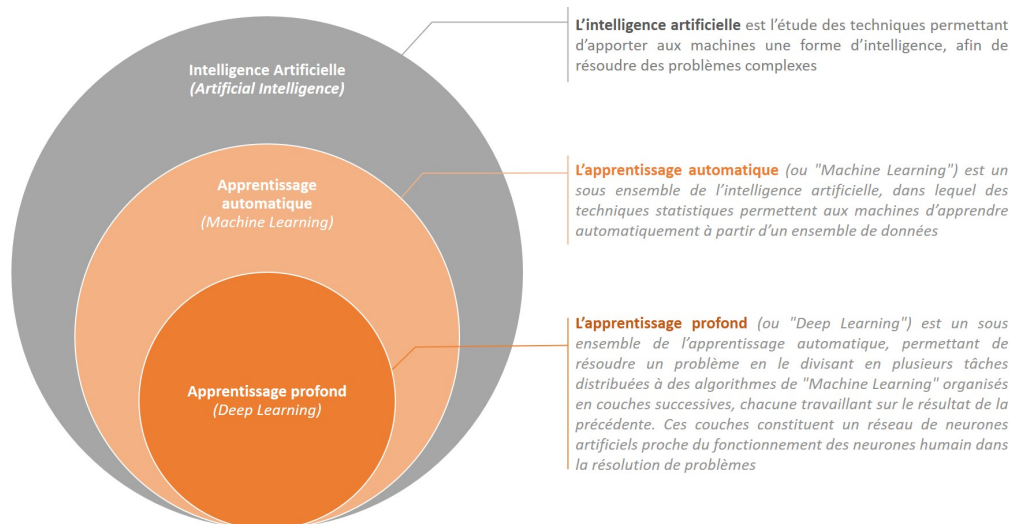 Intelligence Artificielle
(Artificial Intelligence)
Apprentissage
automatique
(Machine Learning)
Apprentissage profond
(Deep Learning)
L'intelligence artificielle est l'étude des techniques permettant
d'apporter aux machines une forme d'intelligence, afin de
résoudre des problèmes complexes
L'apprentissage automatique (ou "Machine Learning") est un
sous ensemble de l'intelligence artificielle, dans lequel des
techniques statistiques permettent aux machines d'apprendre
automatiquement à partir d'un ensemble de données
L'apprentissage profond (ou "Deep Learning") est un sous
ensemble de l'apprentissage automatique, permettant de
résoudre un problème en le divisant en plusieurs tâches
distribuées à des algorithmes de "Machine Learning" organisés
en couches successives, chacune travaillant sur le résultat de la
précédente. Ces couches constituent un réseau de neurones
artificiels proche du fonctionnement des neurones humain dans
la résolution de problèmes